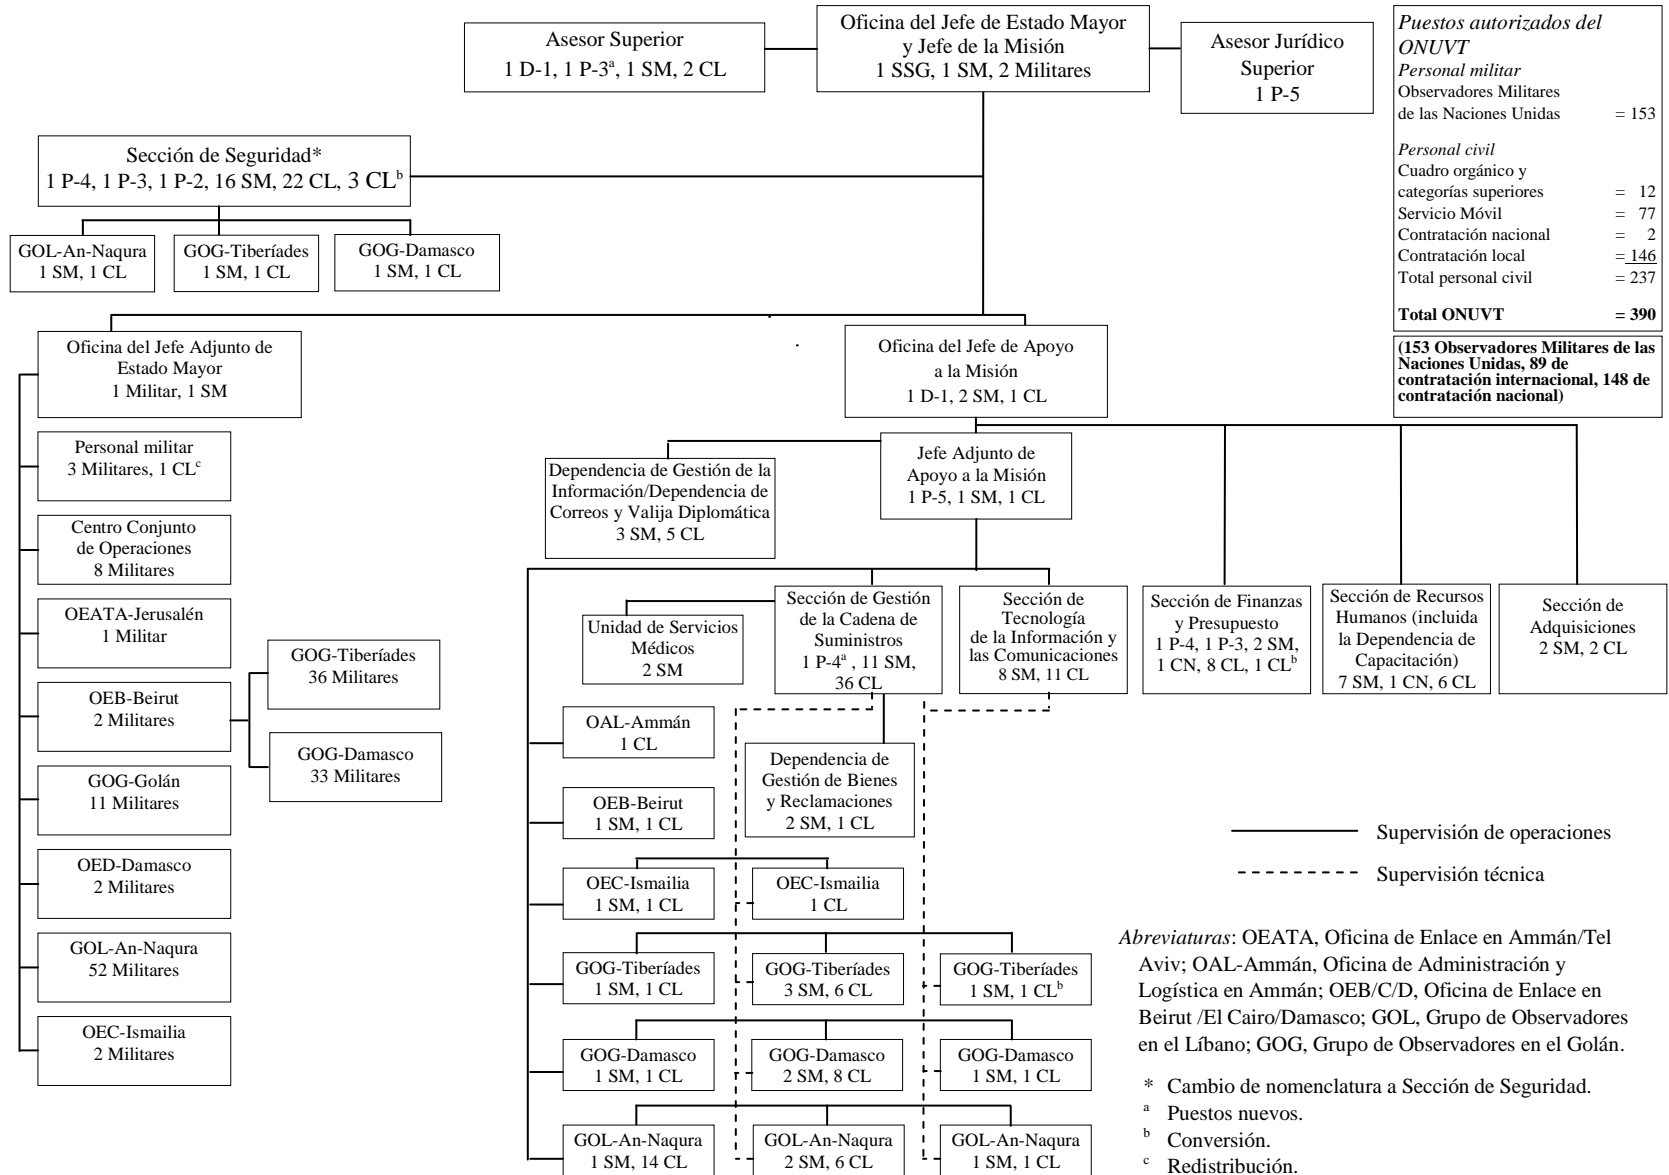 Oficina del Jefe de Estado Mayor
y Jefe de la Misión
1 SSG, 1 SM, 2 Militares
Asesor Superior
1 D-1, 1 P-3ᵃ, 1 SM, 2 CL
Asesor Jurídico
Superior
1 P-5
Puestos autorizados del
ONUVT
Personal militar
Observadores Militares
de las Naciones Unidas = 153
Personal civil
Cuadro orgánico y
categorías superiores = 12
Servicio Móvil = 77
Contratación nacional = 2
Contratación local = 146
Total personal civil = 237
Total ONUVT = 390
(153 Observadores Militares de las
Naciones Unidas, 89 de
contratación internacional, 148 de
contratación nacional)
Sección de Seguridad*
1 P-4, 1 P-3, 1 P-2, 16 SM, 22 CL, 3 CLᵇ
GOL-An-Naqura
1 SM, 1 CL
GOG-Tiberíades
1 SM, 1 CL
GOG-Damasco
1 SM, 1 CL
Oficina del Jefe Adjunto de
Estado Mayor
1 Militar, 1 SM
Personal militar
3 Militares, 1 CLᶜ
Centro Conjunto
de Operaciones
8 Militares
OEATA-Jerusalén
1 Militar
OEB-Beirut
2 Militares
GOG-Golán
11 Militares
OED-Damasco
2 Militares
GOL-An-Naqura
52 Militares
OEC-Ismailia
2 Militares
GOG-Tiberíades
36 Militares
GOG-Damasco
33 Militares
Oficina del Jefe de Apoyo
a la Misión
1 D-1, 2 SM, 1 CL
Dependencia de Gestión de la
Información/Dependencia de
Correos y Valija Diplomática
3 SM, 5 CL
Jefe Adjunto de
Apoyo a la Misión
1 P-5, 1 SM, 1 CL
Unidad de Servicios
Médicos
2 SM
Sección de Gestión
de la Cadena de
Suministros
1 P-4ᵃ , 11 SM,
36 CL
Sección de
Tecnología
de la Información y
las Comunicaciones
8 SM, 11 CL
Sección de Finanzas
y Presupuesto
1 P-4, 1 P-3, 2 SM,
1 CN, 8 CL, 1 CLᵇ
Sección de Recursos
Humanos (incluida
la Dependencia de
Capacitación)
7 SM, 1 CN, 6 CL
Sección de
Adquisiciones
2 SM, 2 CL
OAL-Ammán
1 CL
Dependencia de
Gestión de Bienes
y Reclamaciones
2 SM, 1 CL
OEB-Beirut
1 SM, 1 CL
OEC-Ismailia
1 SM, 1 CL
OEC-Ismailia
1 CL
GOG-Tiberíades
1 SM, 1 CL
GOG-Tiberíades
3 SM, 6 CL
GOG-Tiberíades
1 SM, 1 CLᵇ
GOG-Damasco
1 SM, 1 CL
GOG-Damasco
2 SM, 8 CL
GOG-Damasco
1 SM, 1 CL
GOL-An-Naqura
1 SM, 14 CL
GOL-An-Naqura
2 SM, 6 CL
GOL-An-Naqura
1 SM, 1 CL
Supervisión de operaciones
Supervisión técnica
Abreviaturas: OEATA, Oficina de Enlace en Ammán/Tel
Aviv; OAL-Ammán, Oficina de Administración y
Logística en Ammán; OEB/C/D, Oficina de Enlace en
Beirut /El Cairo/Damasco; GOL, Grupo de Observadores
en el Líbano; GOG, Grupo de Observadores en el Golán.
* Cambio de nomenclatura a Sección de Seguridad.
ᵃ Puestos nuevos.
ᵇ Conversión.
ᶜ Redistribución.